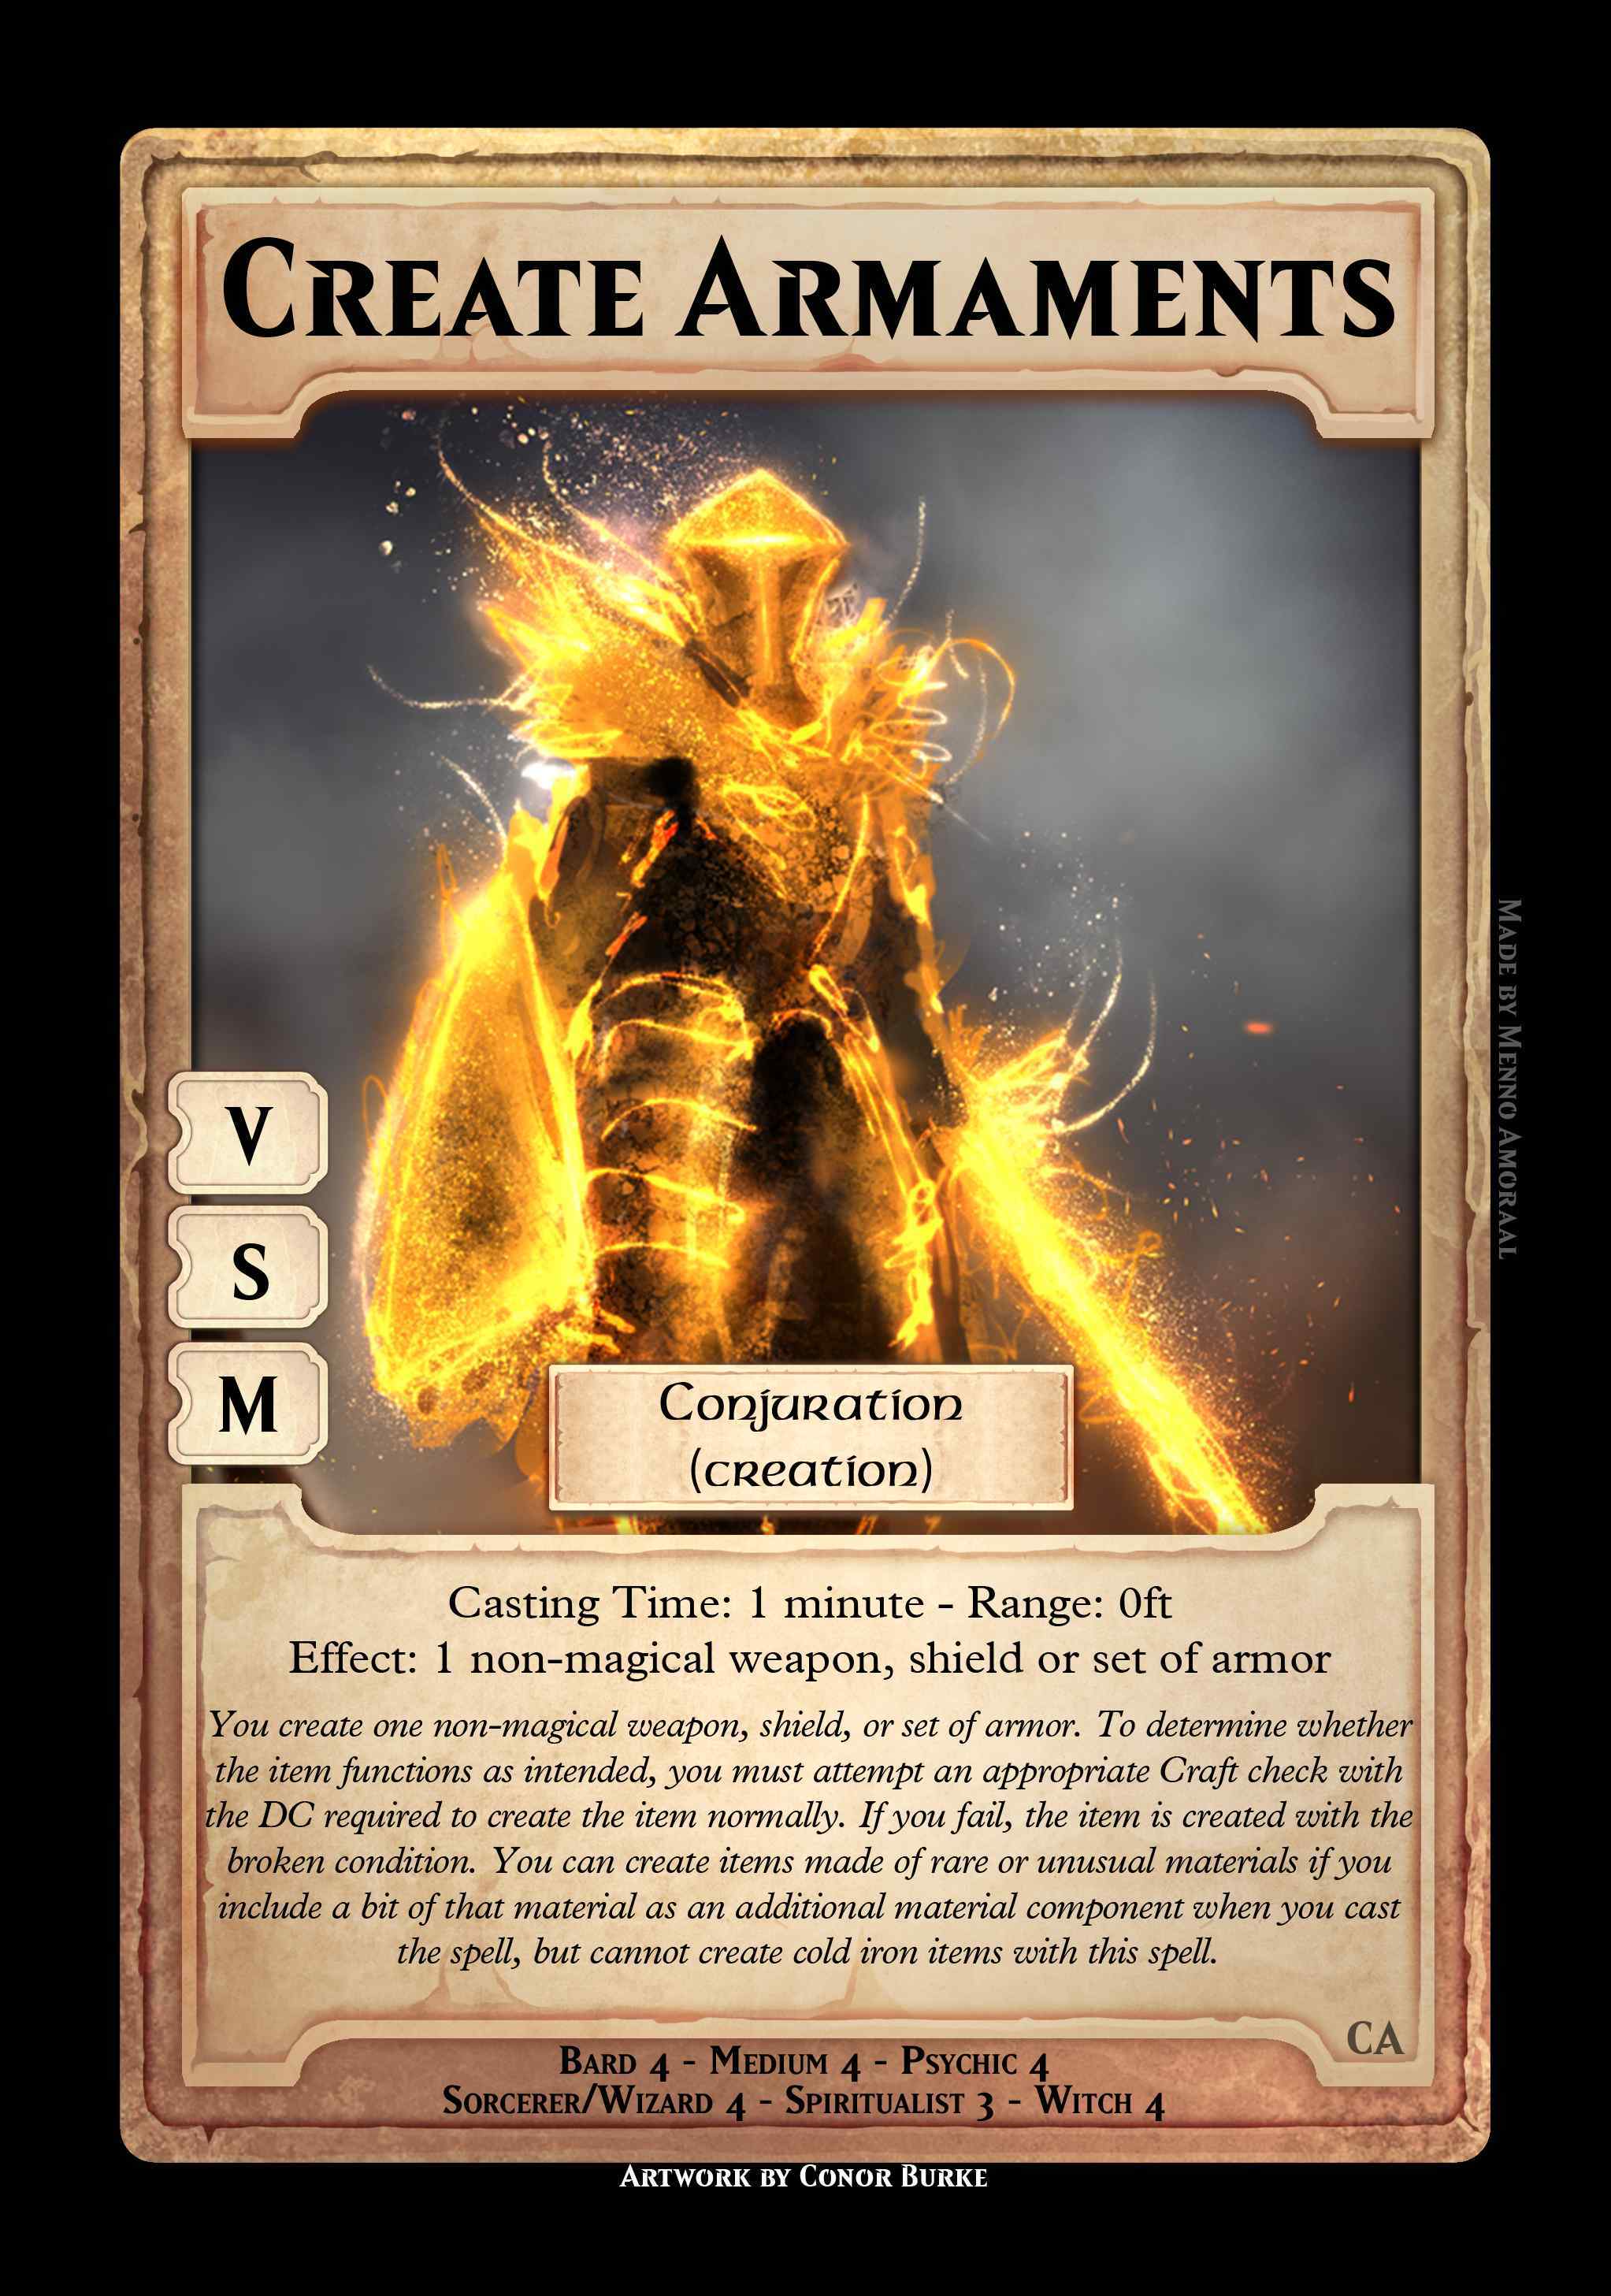 Create Armaments
V
S
M
Conjuration
(creation)
Casting Time: 1 minute - Range: 0ft
Effect: 1 non-magical weapon, shield or set of armor
You create one non-magical weapon, shield, or set of armor. To determine whether
the item functions as intended, you must attempt an appropriate Craft check with
the DC required to create the item normally. If you fail, the item is created with the
broken condition. You can create items made of rare or unusual materials if you
include a bit of that material as an additional material component when you cast
the spell, but cannot create cold iron items with this spell.
CA
Bard 4 - Medium 4 - Psychic 4
Sorcerer/Wizard 4 - Spiritualist 3 - Witch 4
Artwork by Conor Burke
Made by Menno Amoraal